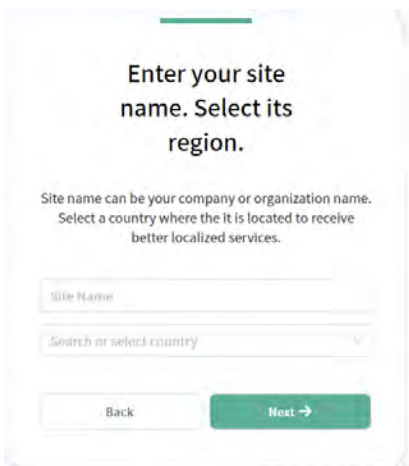 Enter your site
name. Select its
region.
Site name can be your company or organization name.
Select a country where the it is located to receive
better localized services.
Site Name
Search or select country
Back
Next →